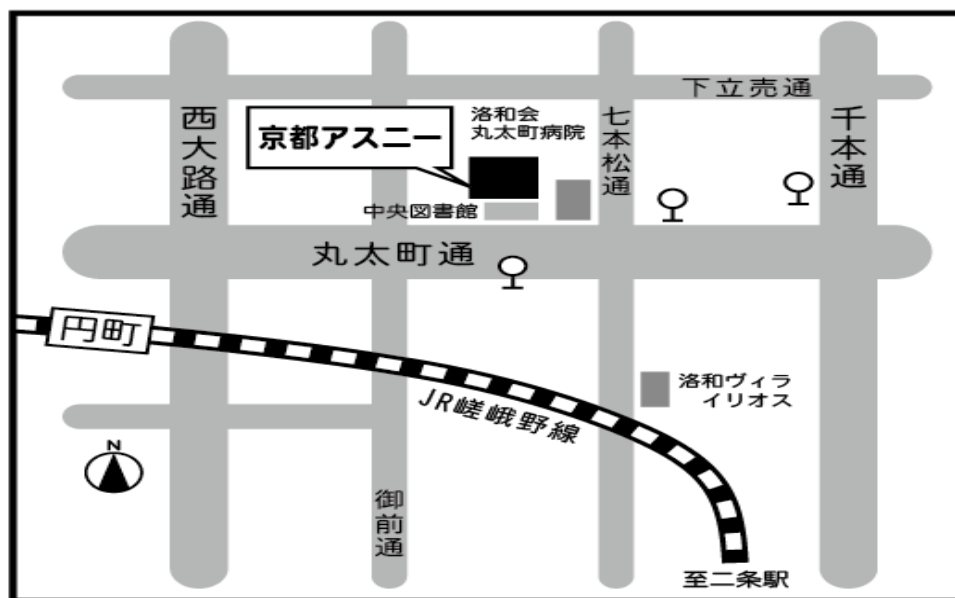 下立売通
西大路通
京都アスニー
洛和会
丸太町病院
七本松通
千本通
中央図書館
丸太町通
円町
JR嵯峨野線
洛和ヴィラ
イリオス
N
御前通
至二条駅